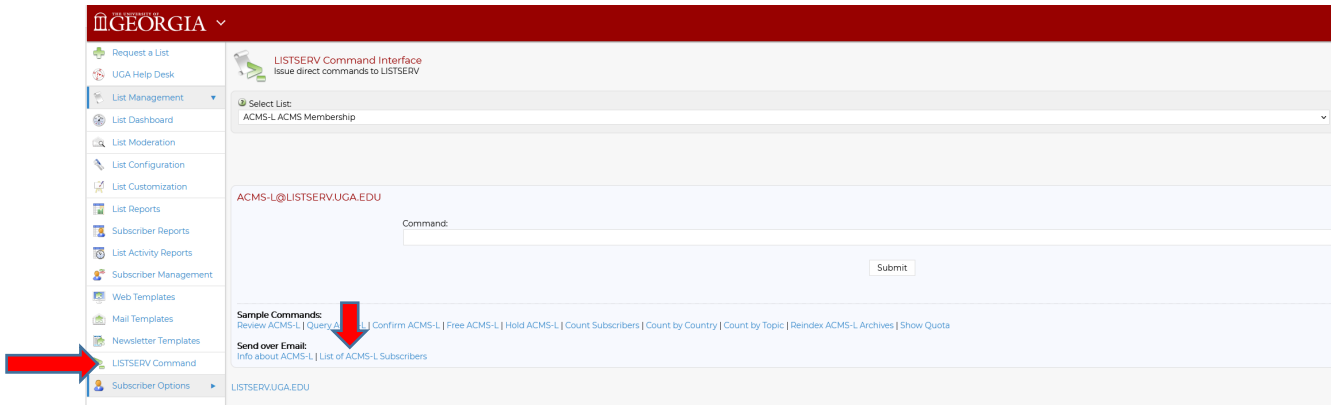 THE UNIVERSITY OF
GEORGIA
Request a List
UGA Help Desk
List Management
List Dashboard
List Moderation
List Configuration
List Customization
List Reports
Subscriber Reports
List Activity Reports
Subscriber Management
Web Templates
Mail Templates
Newsletter Templates
LISTSERV Command
Subscriber Options
LISTSERV Command Interface
Issue direct commands to LISTSERV
Select List:
ACMS-L ACMS Membership
ACMS-L@LISTSERV.UGA.EDU
Command:
Submit
Sample Commands:
Review ACMS-L | Query | Confirm ACMS-L | Free ACMS-L | Hold ACMS-L | Count Subscribers | Count by Country | Count by Topic | Reindex ACMS-L Archives | Show Quota
Send over Email:
Info about ACMS-L | List of ACMS-L Subscribers
LISTSERV.UGA.EDU